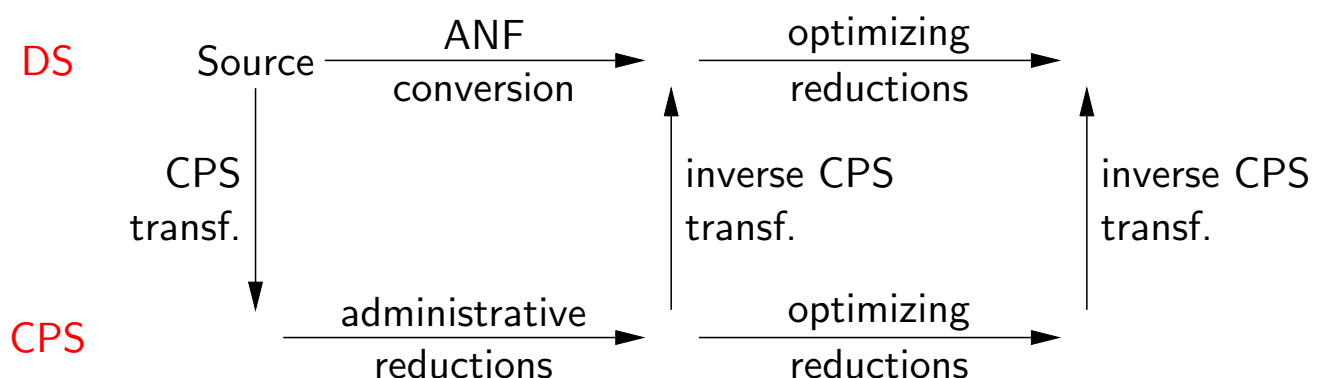 DS
Source
ANF
conversion
optimizing
reductions
CPS
transf.
inverse CPS
transf.
inverse CPS
transf.
CPS
administrative
reductions
optimizing
reductions